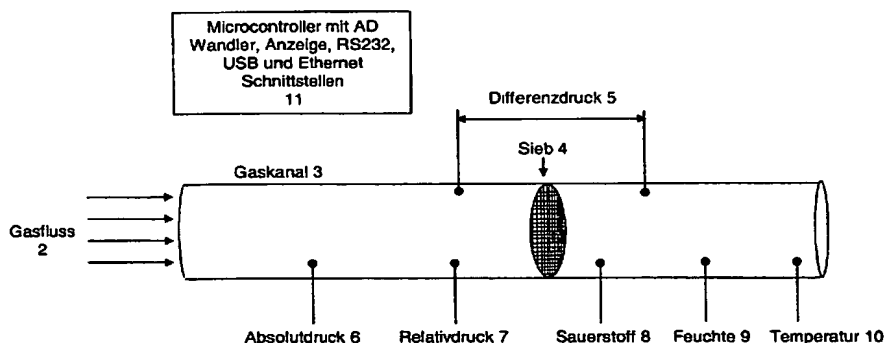 Microcontroller mit AD
Wandler, Anzeige, RS232,
USB und Ethernet
Schnittstellen
11
Differenzdruck 5
Sieb 4
Gaskanal 3
Gasfluss
2
Absolutdruck 6
Relativdruck 7
Sauerstoff 8
Feuchte 9
Temperatur 10